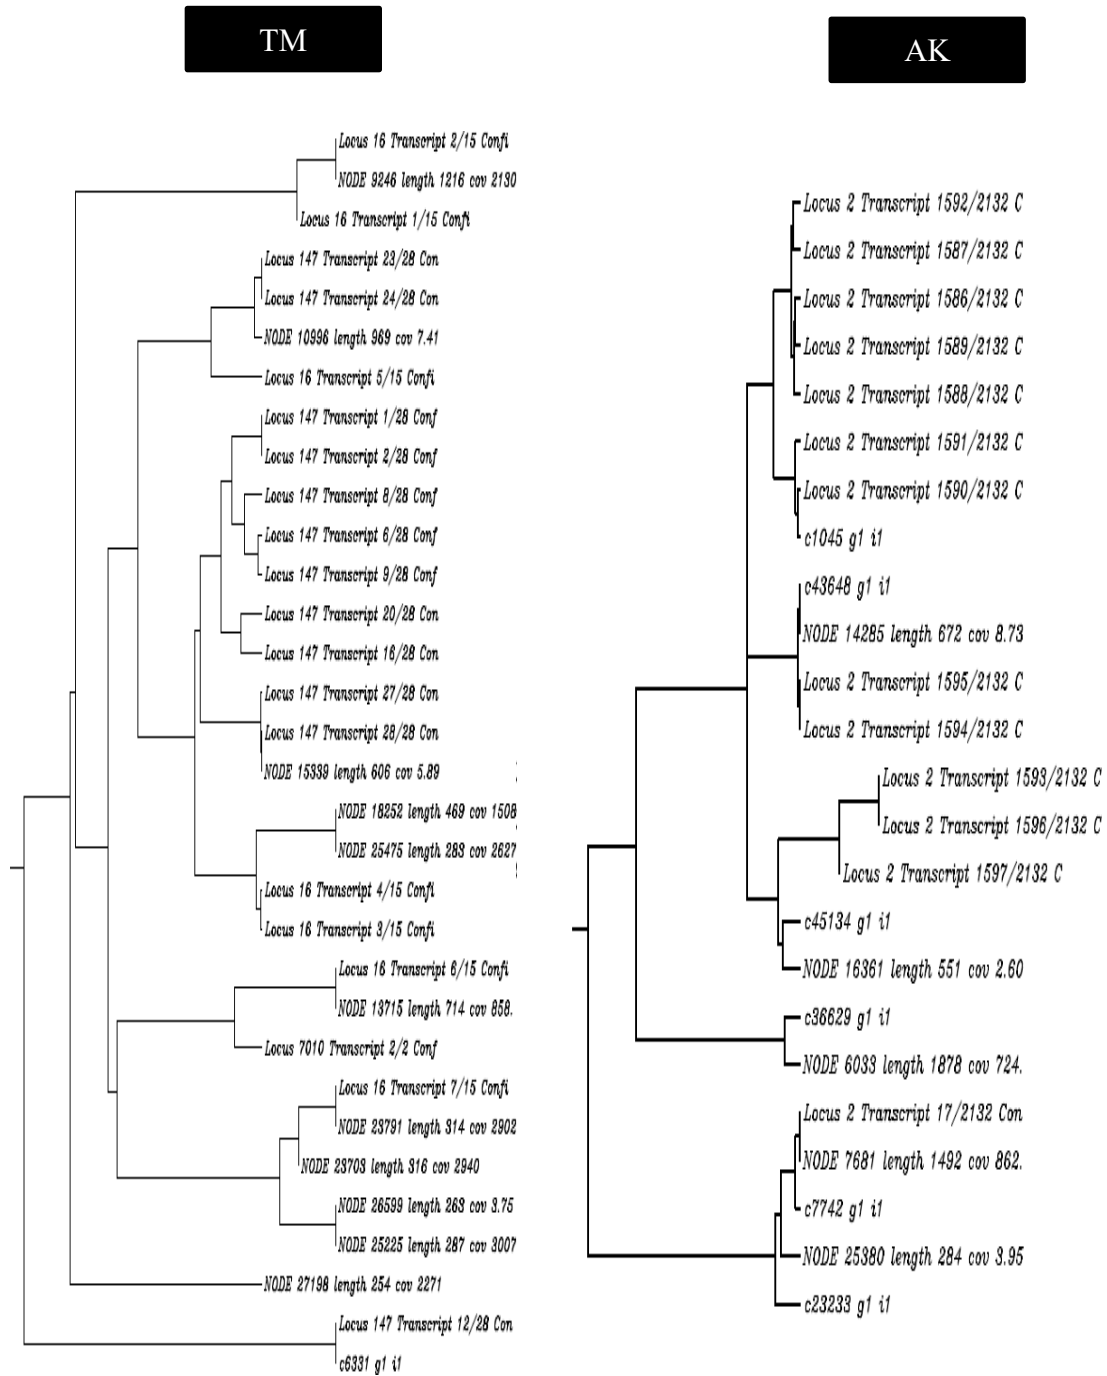 TM
Locus 16 Transcript 2/15 Confi
NODE 9246 length 1216 cov 2130
Locus 16 Transcript 1/15 Confi
Locus 147 Transcript 23/28 Con
Locus 147 Transcript 24/28 Con
NODE 10996 length 969 cov 7.41
Locus 16 Transcript 5/15 Confi
Locus 147 Transcript 1/28 Conf
Locus 147 Transcript 2/28 Conf
Locus 147 Transcript 8/28 Conf
Locus 147 Transcript 6/28 Conf
Locus 147 Transcript 9/28 Conf
Locus 147 Transcript 20/28 Con
Locus 147 Transcript 16/28 Con
Locus 147 Transcript 27/28 Con
Locus 147 Transcript 28/28 Con
NODE 15339 length 606 cov 5.89
NODE 18252 length 469 cov 1508
NODE 25475 length 283 cov 2627
Locus 16 Transcript 4/15 Confi
Locus 16 Transcript 3/15 Confi
Locus 16 Transcript 6/15 Confi
NODE 13715 length 714 cov 858.
Locus 7010 Transcript 2/2 Conf
Locus 16 Transcript 7/15 Confi
NODE 23791 length 314 cov 2902
NODE 23703 length 316 cov 2940
NODE 26599 length 263 cov 3.75
NODE 25225 length 287 cov 3007
NODE 27198 length 254 cov 2271
Locus 147 Transcript 12/28 Con
c6331 g1 i1
AK
Locus 2 Transcript 1592/2132 C
Locus 2 Transcript 1587/2132 C
Locus 2 Transcript 1586/2132 C
Locus 2 Transcript 1589/2132 C
Locus 2 Transcript 1588/2132 C
Locus 2 Transcript 1591/2132 C
Locus 2 Transcript 1590/2132 C
c1045 g1 i1
c43648 g1 i1
NODE 14285 length 672 cov 8.73
Locus 2 Transcript 1595/2132 C
Locus 2 Transcript 1594/2132 C
Locus 2 Transcript 1593/2132 C
Locus 2 Transcript 1596/2132 C
Locus 2 Transcript 1597/2132 C
c45134 g1 i1
NODE 16361 length 551 cov 2.60
c36629 g1 i1
NODE 6033 length 1878 cov 724.
Locus 2 Transcript 17/2132 Con
NODE 7681 length 1492 cov 862.
c7742 g1 i1
NODE 25380 length 284 cov 3.95
c23233 g1 i1